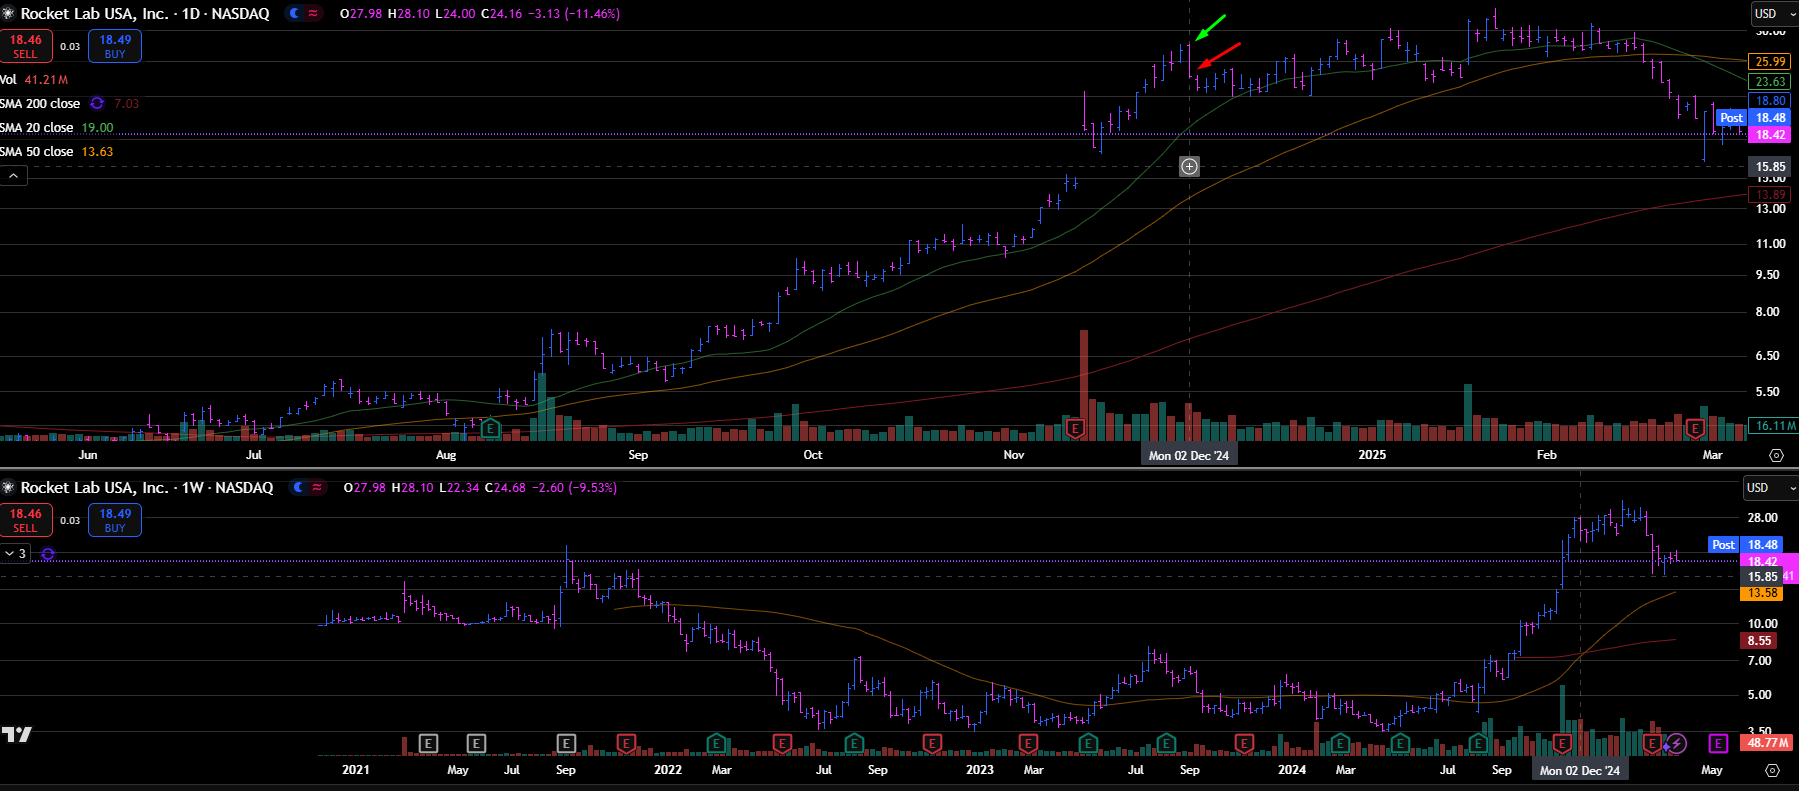 Rocket Lab USA, Inc. · 1D · NASDAQ O27.98 H28.10 L24.00 C24.16 −3.13 (−11.46%)
USD
18.46 SELL 0.03 18.49 BUY
Vol 41.21M
SMA 200 close 7.03
SMA 20 close 19.00
SMA 50 close 13.63
30.00
25.99
23.63
18.80
Post 18.48
18.42
15.85
15.00
13.89
13.00
11.00
9.50
8.00
6.50
5.50
16.11M
E E E
Jun Jul Aug Sep Oct Nov Mon 02 Dec '24 2025 Feb Mar
Rocket Lab USA, Inc. · 1W · NASDAQ O27.98 H28.10 L22.34 C24.68 −2.60 (−9.53%)
USD
18.46 SELL 0.03 18.49 BUY
3
28.00
Post 18.48
18.42
15.85 41
13.58
10.00
8.55
7.00
5.00
3.50
48.77M
E E E E E E E E E E E E E E E E E E E
2021 May Jul Sep 2022 Mar Jul Sep 2023 Mar Jul Sep 2024 Mar Jul Sep Mon 02 Dec '24 May